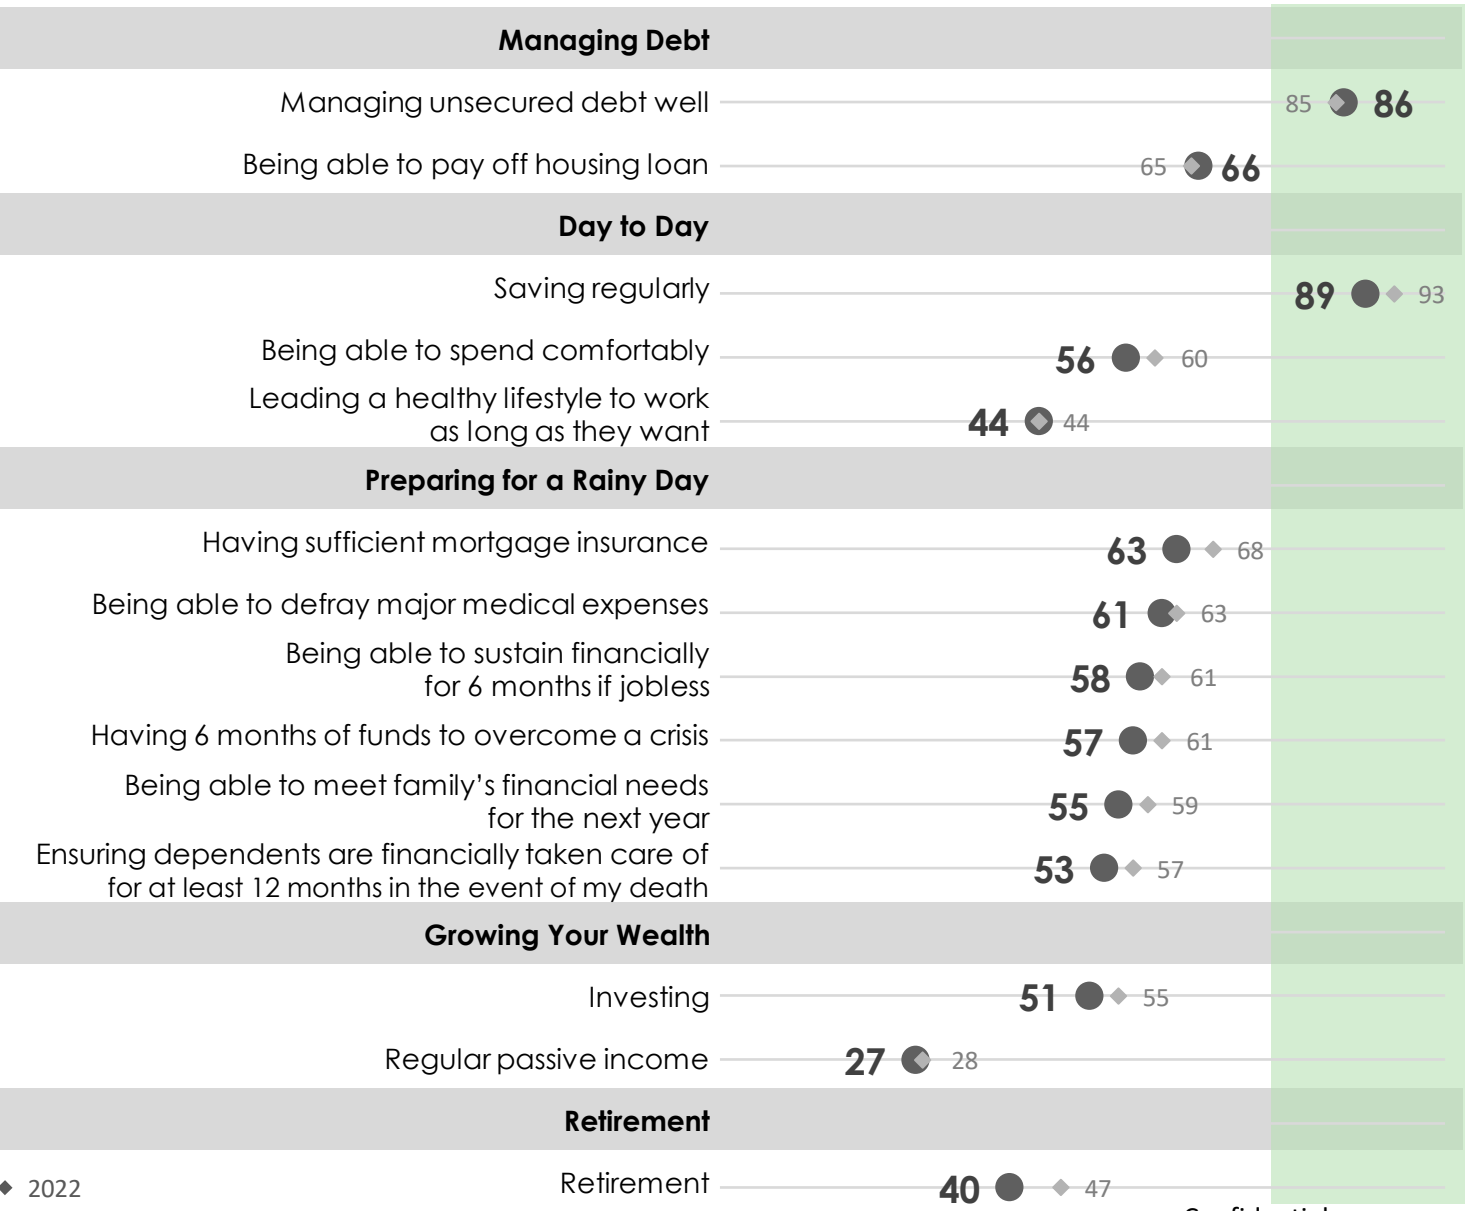 Managing Debt
Managing unsecured debt well 85 86
Being able to pay off housing loan 65 66
Day to Day
Saving regularly 89 93
Being able to spend comfortably 56 60
Leading a healthy lifestyle to work
as long as they want 44 44
Preparing for a Rainy Day
Having sufficient mortgage insurance 63 68
Being able to defray major medical expenses 61 63
Being able to sustain financially
for 6 months if jobless 58 61
Having 6 months of funds to overcome a crisis 57 61
Being able to meet family’s financial needs
for the next year 55 59
Ensuring dependents are financially taken care of
for at least 12 months in the event of my death 53 57
Growing Your Wealth
Investing 51 55
Regular passive income 27 28
Retirement
2022 Retirement 40 47